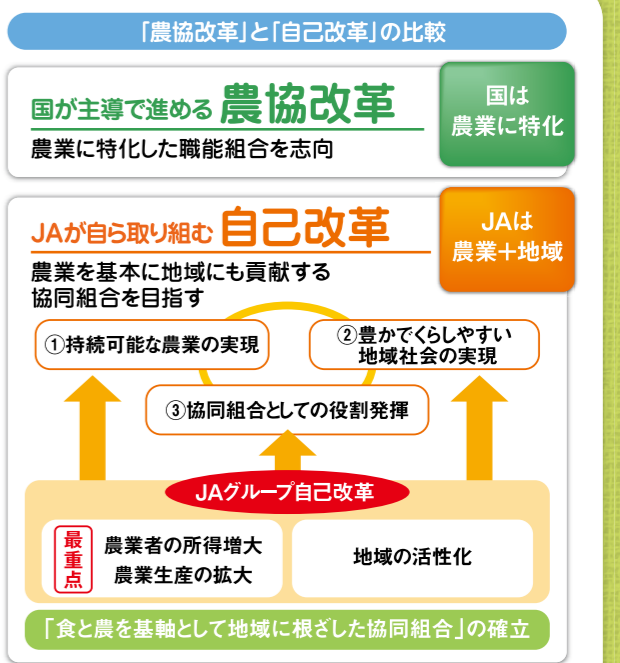 「農協改革」と「自己改革」の比較
国が主導で進める 農協改革
農業に特化した職能組合を志向
国は
農業に特化
JAが自ら取り組む 自己改革
農業を基本に地域にも貢献する
協同組合を目指す
JAは
農業＋地域
①持続可能な農業の実現
②豊かでくらしやすい
地域社会の実現
③協同組合としての役割発揮
JAグループ自己改革
最重点
農業者の所得増大
農業生産の拡大
地域の活性化
「食と農を基軸として地域に根ざした協同組合」の確立